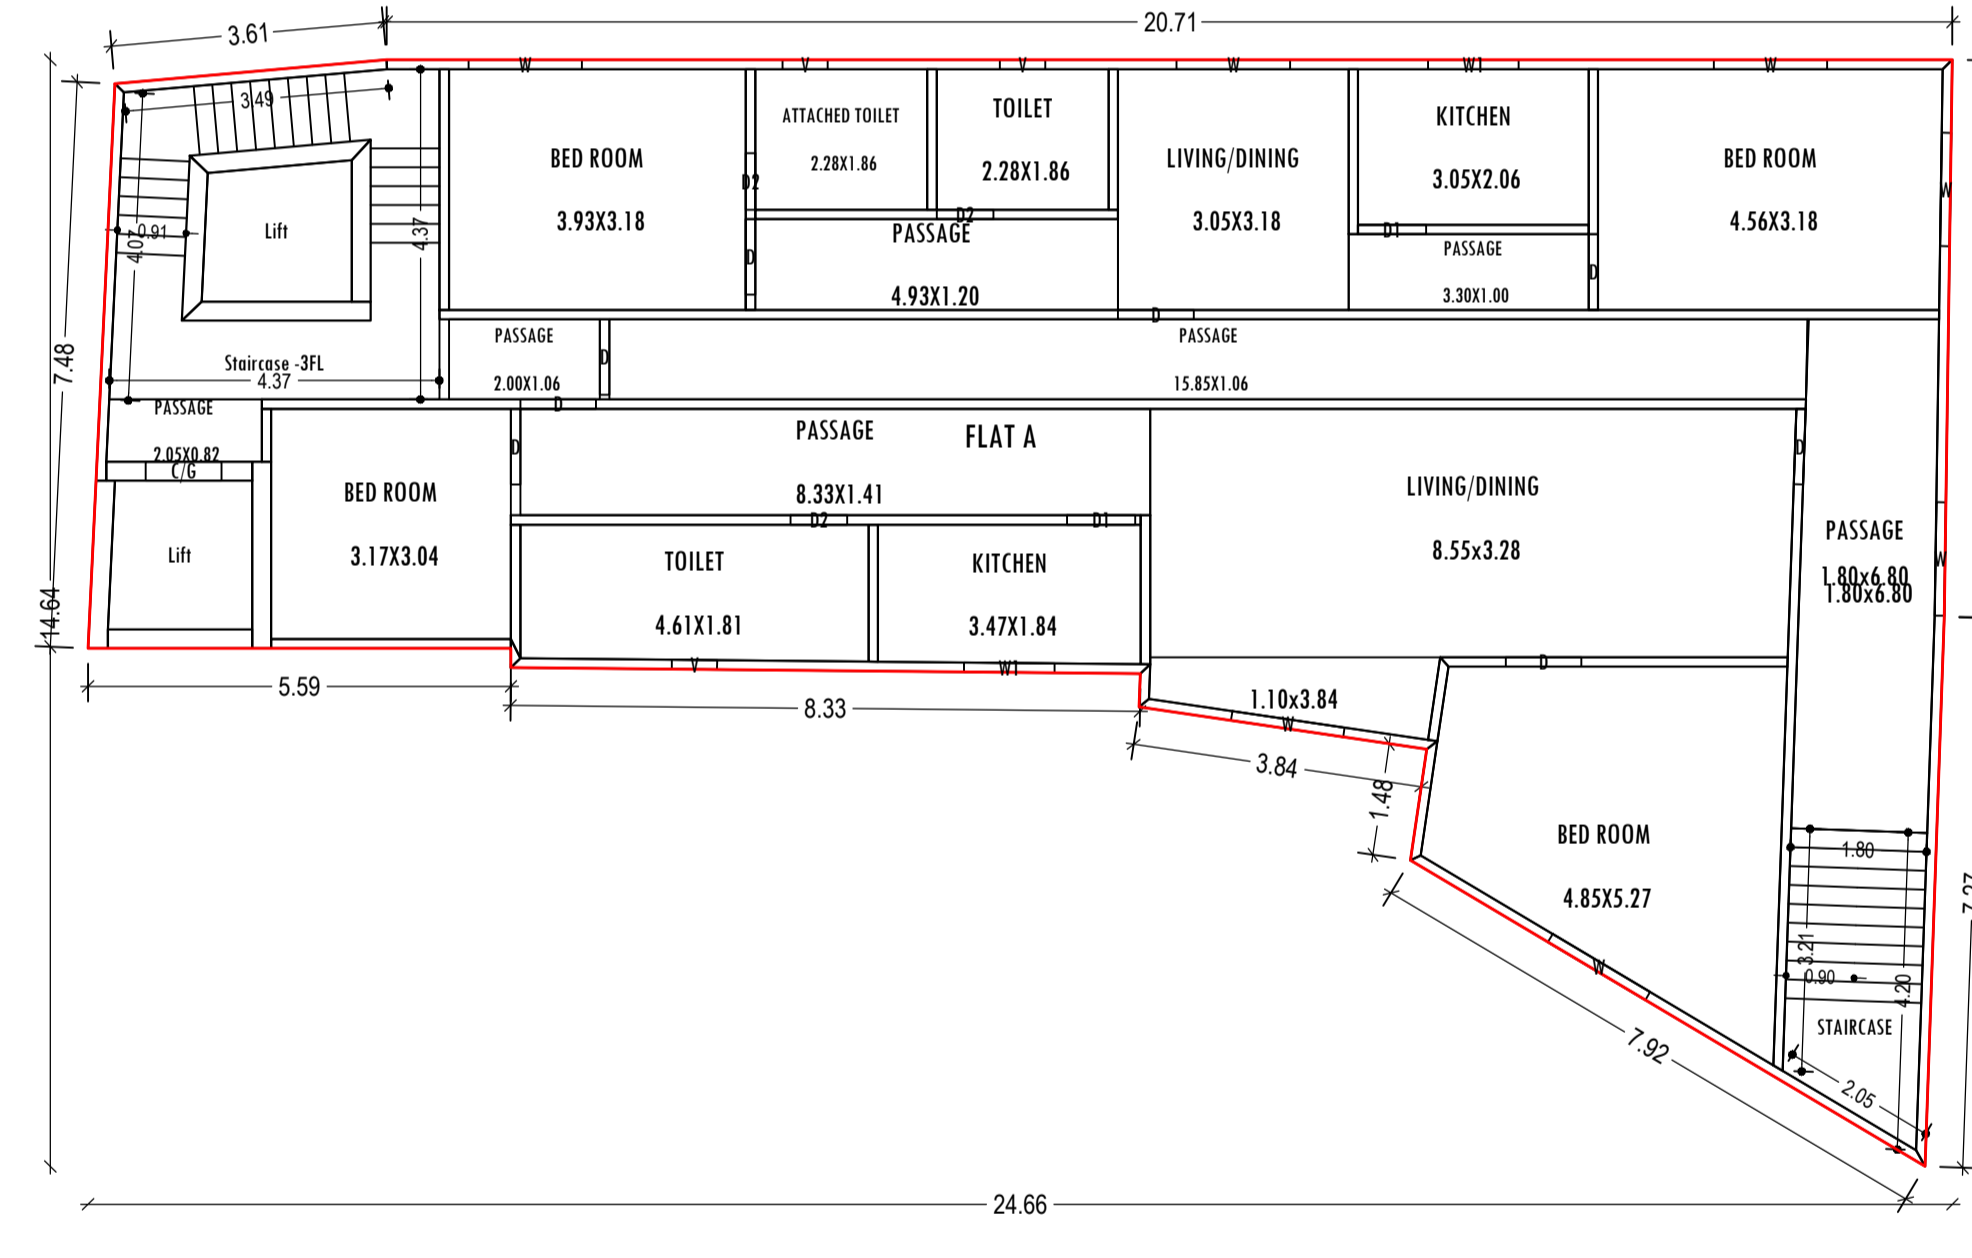 3.61
20.71
W
V
V
W
W1
W
3.49
BED ROOM
3.93X3.18
ATTACHED TOILET
2.28X1.86
TOILET
2.28X1.86
LIVING/DINING
3.05X3.18
KITCHEN
3.05X2.06
BED ROOM
4.56X3.18
W
D2
D2
D1
Lift
0.91
4.07
4.37
PASSAGE
4.93X1.20
D
PASSAGE
3.30X1.00
D
D
Staircase -3FL
4.37
PASSAGE
2.00X1.06
D
PASSAGE
15.85X1.06
7.48
PASSAGE
2.05X0.82
C/G
D
D
PASSAGE
FLAT A
8.33X1.41
D
BED ROOM
3.17X3.04
LIVING/DINING
8.55x3.28
PASSAGE
1.80x6.80
1.80x6.80
W
D2
D1
Lift
TOILET
4.61X1.81
KITCHEN
3.47X1.84
14.64
V
W1
D
5.59
8.33
1.10x3.84
W
3.84
1.48
BED ROOM
4.85X5.27
1.80
7.27
W
3.21
0.90
4.20
STAIRCASE
7.92
2.05
24.66